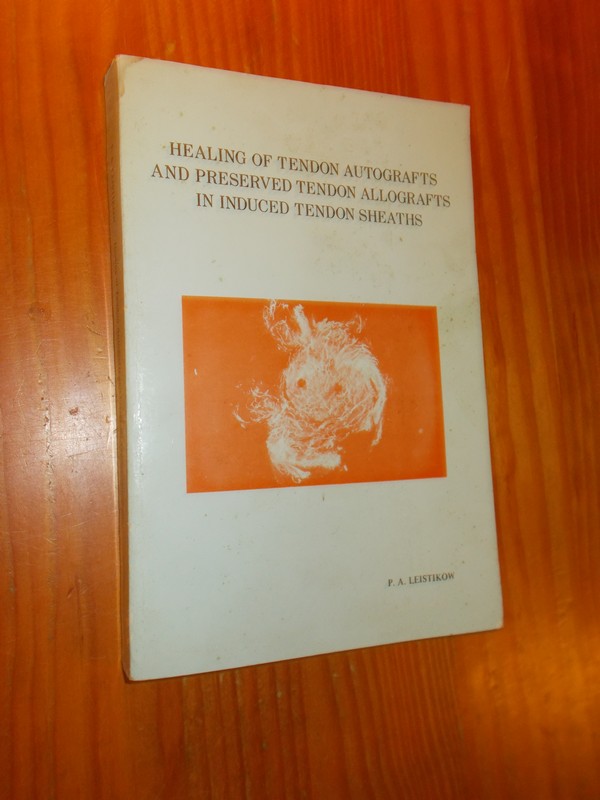 HEALING OF TENDON AUTOGRAFTS
AND PRESERVED TENDON ALLOGRAFTS
IN INDUCED TENDON SHEATHS
P. A. LEISTIKOW